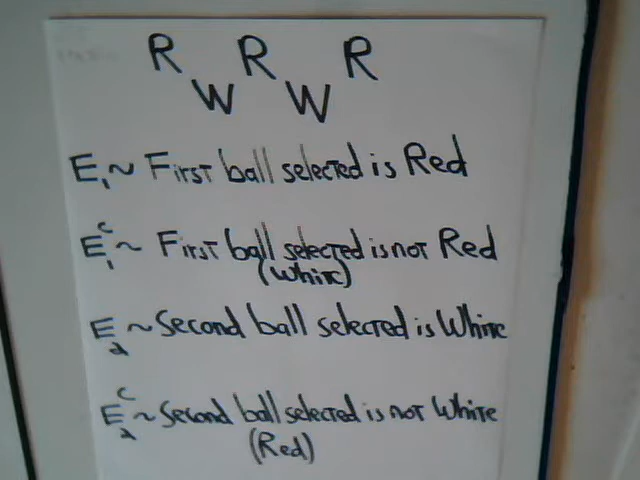 R R R
W W
E₁ ~ First ball selected is Red
E₁ᶜ ~ First ball selected is not Red
(White)
E₂ ~ Second ball selected is White
E₂ᶜ ~ Second ball selected is not White
(Red)